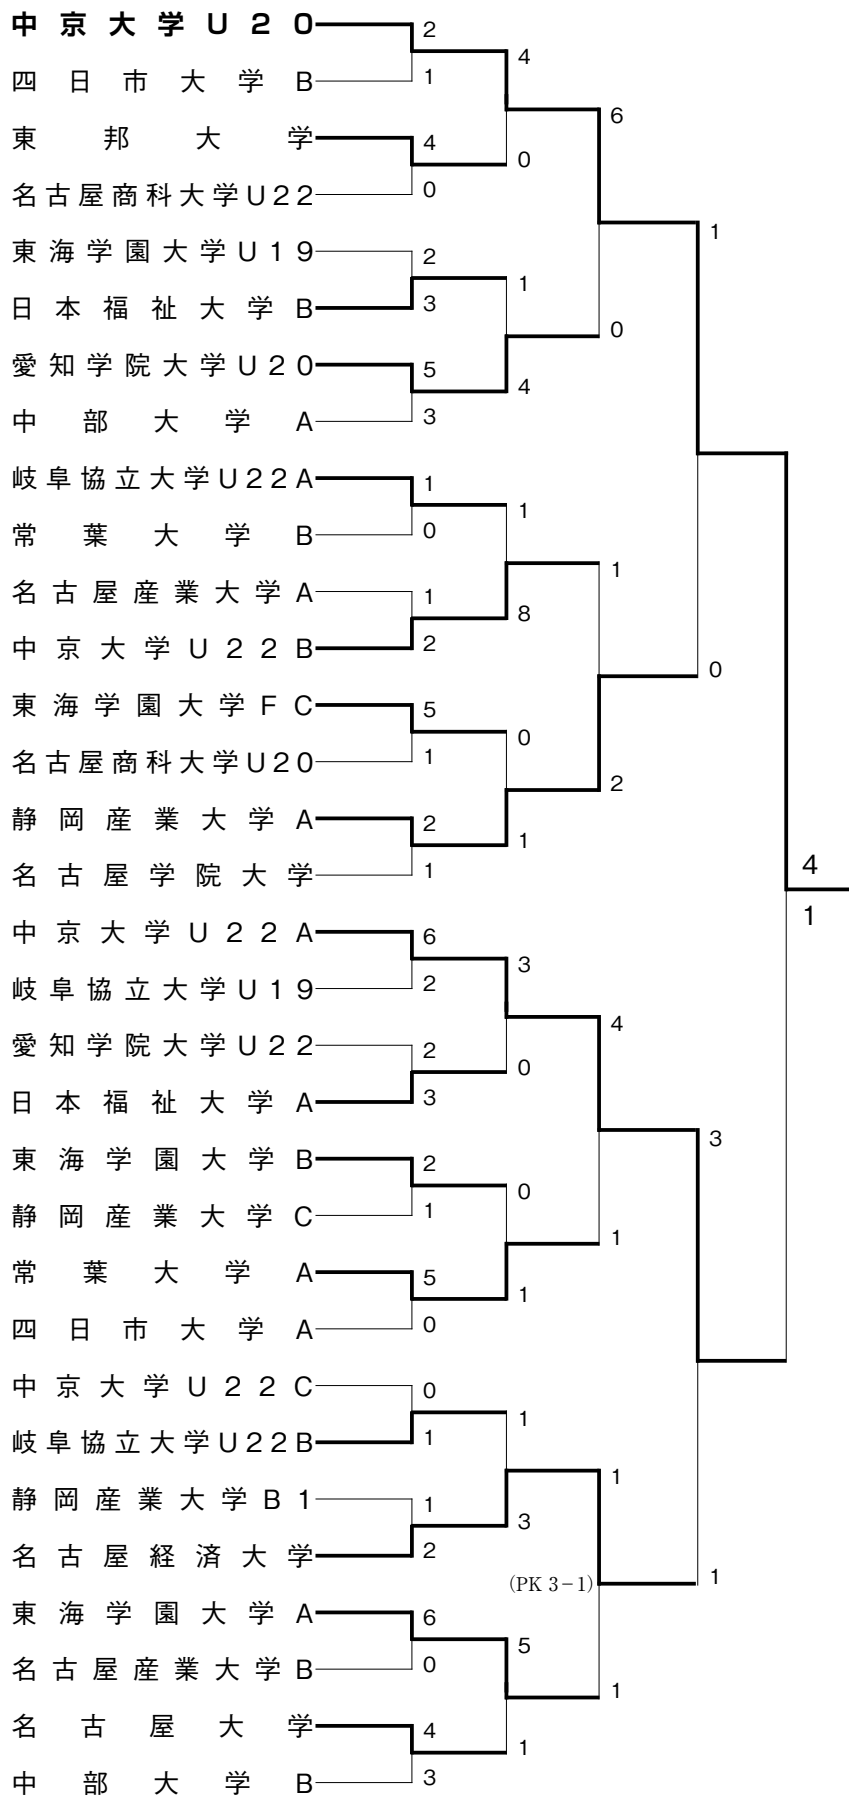 中京大学U20
2
4
四日市大学B
1
6
東邦大学
4
0
名古屋商科大学U22
0
1
東海学園大学U19
2
1
日本福祉大学B
3
0
愛知学院大学U20
5
4
中部大学A
3
岐阜協立大学U22A
1
1
常葉大学B
0
1
名古屋産業大学A
1
8
中京大学U22B
2
0
東海学園大学FC
5
0
名古屋商科大学U20
1
2
静岡産業大学A
2
1
名古屋学院大学
1
4
1
中京大学U22A
6
3
岐阜協立大学U19
2
4
愛知学院大学U22
2
0
日本福祉大学A
3
3
東海学園大学B
2
0
静岡産業大学C
1
1
常葉大学A
5
1
四日市大学A
0
中京大学U22C
0
1
岐阜協立大学U22B
1
1
静岡産業大学B1
1
3
名古屋経済大学
2
(PK 3-1)
1
東海学園大学A
6
5
名古屋産業大学B
0
1
名古屋大学
4
1
中部大学B
3